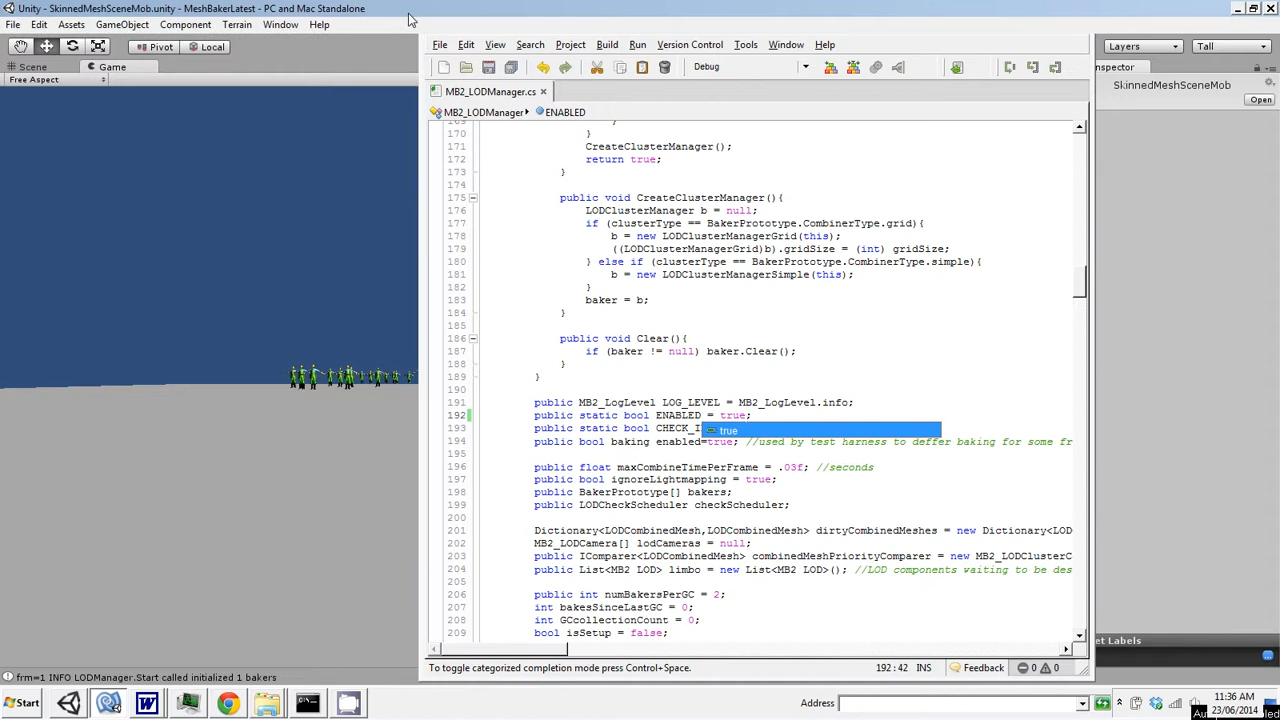 Unity - SkinnedMeshSceneMob.unity - MeshBakerLatest - PC and Mac Standalone
File Edit Assets GameObject Component Terrain Window Help
Pivot Local Layers Tall
Scene Game
Free Aspect
Inspector
SkinnedMeshSceneMob
Open
File Edit View Search Project Build Run Version Control Tools Window Help
Debug
MB2_LODManager.cs
MB2_LODManager ENABLED
169 }
170 }
171 CreateClusterManager();
172 return true;
173 }
174
175 public void CreateClusterManager(){
176 LODClusterManager b = null;
177 if (clusterType == BakerPrototype.CombinerType.grid){
178 b = new LODClusterManagerGrid(this);
179 ((LODClusterManagerGrid)b).gridSize = (int) gridSize;
180 } else if (clusterType == BakerPrototype.CombinerType.simple){
181 b = new LODClusterManagerSimple(this);
182 }
183 baker = b;
184 }
185
186 public void Clear(){
187 if (baker != null) baker.Clear();
188 }
189 }
190
191 public MB2_LogLevel LOG_LEVEL = MB2_LogLevel.info;
192 public static bool ENABLED = true;
193 public static bool CHECK_I
true
194 public bool baking_enabled=true; //used by test harness to deffer baking for some fr
195
196 public float maxCombineTimePerFrame = .03f; //seconds
197 public bool ignoreLightmapping = true;
198 public BakerPrototype[] bakers;
199 public LODCheckScheduler checkScheduler;
200
201 Dictionary<LODCombinedMesh,LODCombinedMesh> dirtyCombinedMeshes = new Dictionary<LOD
202 MB2_LODCamera[] lodCameras = null;
203 public IComparer<LODCombinedMesh> combinedMeshPriorityComparer = new MB2_LODClusterC
204 public List<MB2_LOD> limbo = new List<MB2_LOD>(); //LOD components waiting to be des
205
206 public int numBakersPerGC = 2;
207 int bakesSinceLastGC = 0;
208 int GCcollectionCount = 0;
209 bool isSetup = false;
et Labels
To toggle categorized completion mode press Control+Space. 192 : 42 INS Feedback 0 0
frm=1 INFO LODManager.Start called initialized 1 bakers
Start Address 11:36 AM
23/06/2014